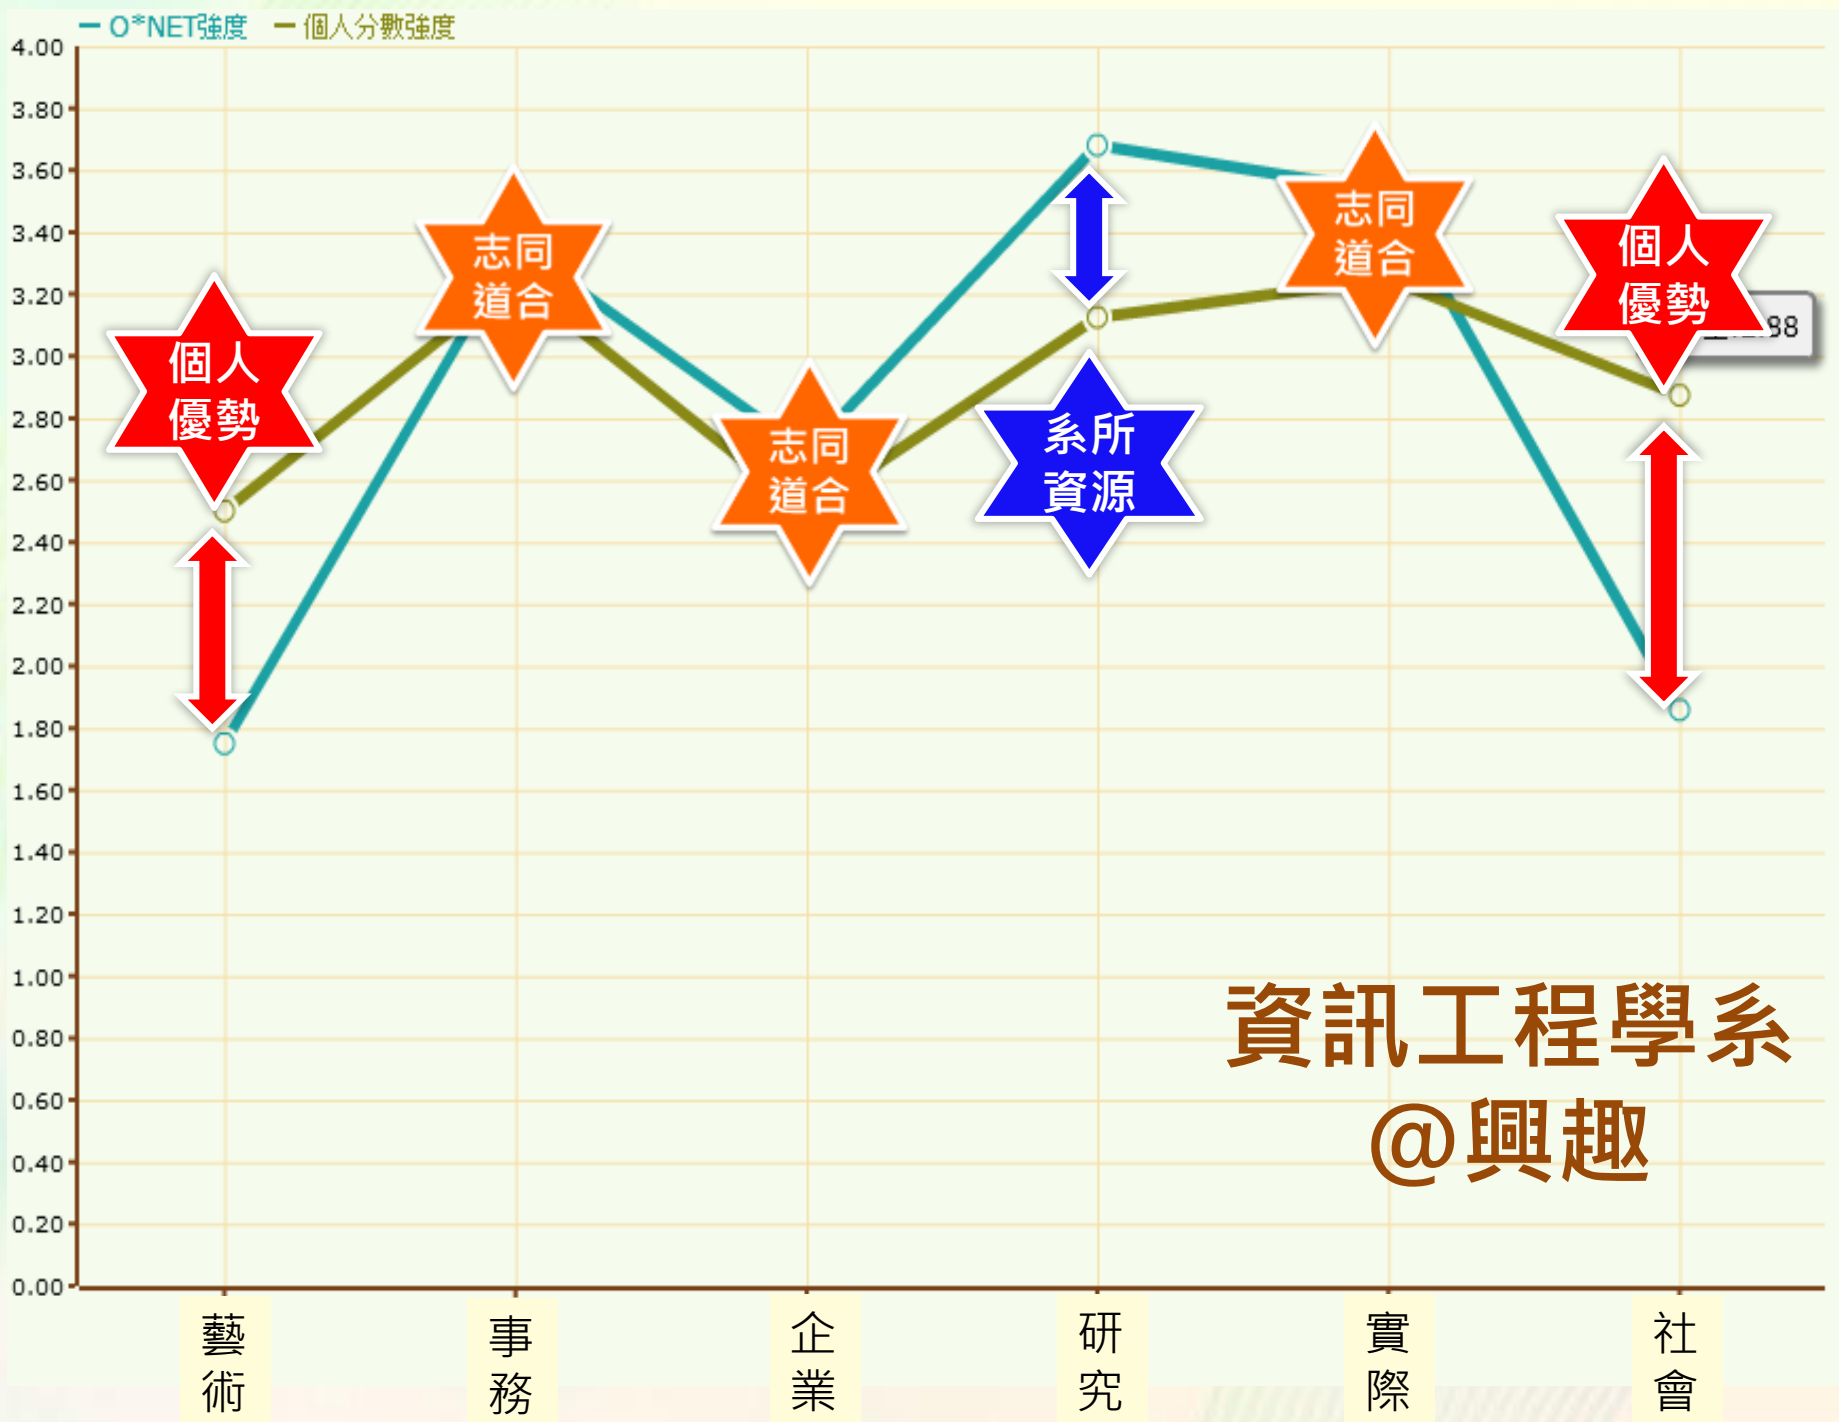 O*NET強度 個人分數強度
4.00
3.80
3.60
3.40
3.20
3.00
2.80
2.60
2.40
2.20
2.00
1.80
1.60
1.40
1.20
1.00
0.80
0.60
0.40
0.20
0.00
個人
優勢
志同
道合
志同
道合
系所
資源
志同
道合
個人
優勢
88
資訊工程學系
@興趣
藝術
事務
企業
研究
實際
社會